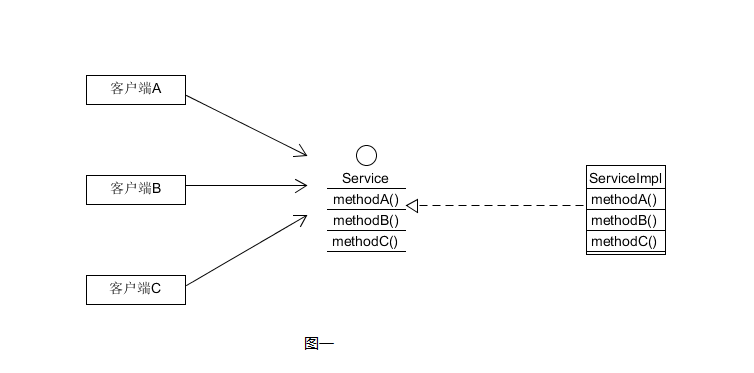 客户端A
客户端B
客户端C
Service
methodA()
methodB()
methodC()
ServiceImpl
methodA()
methodB()
methodC()
图一